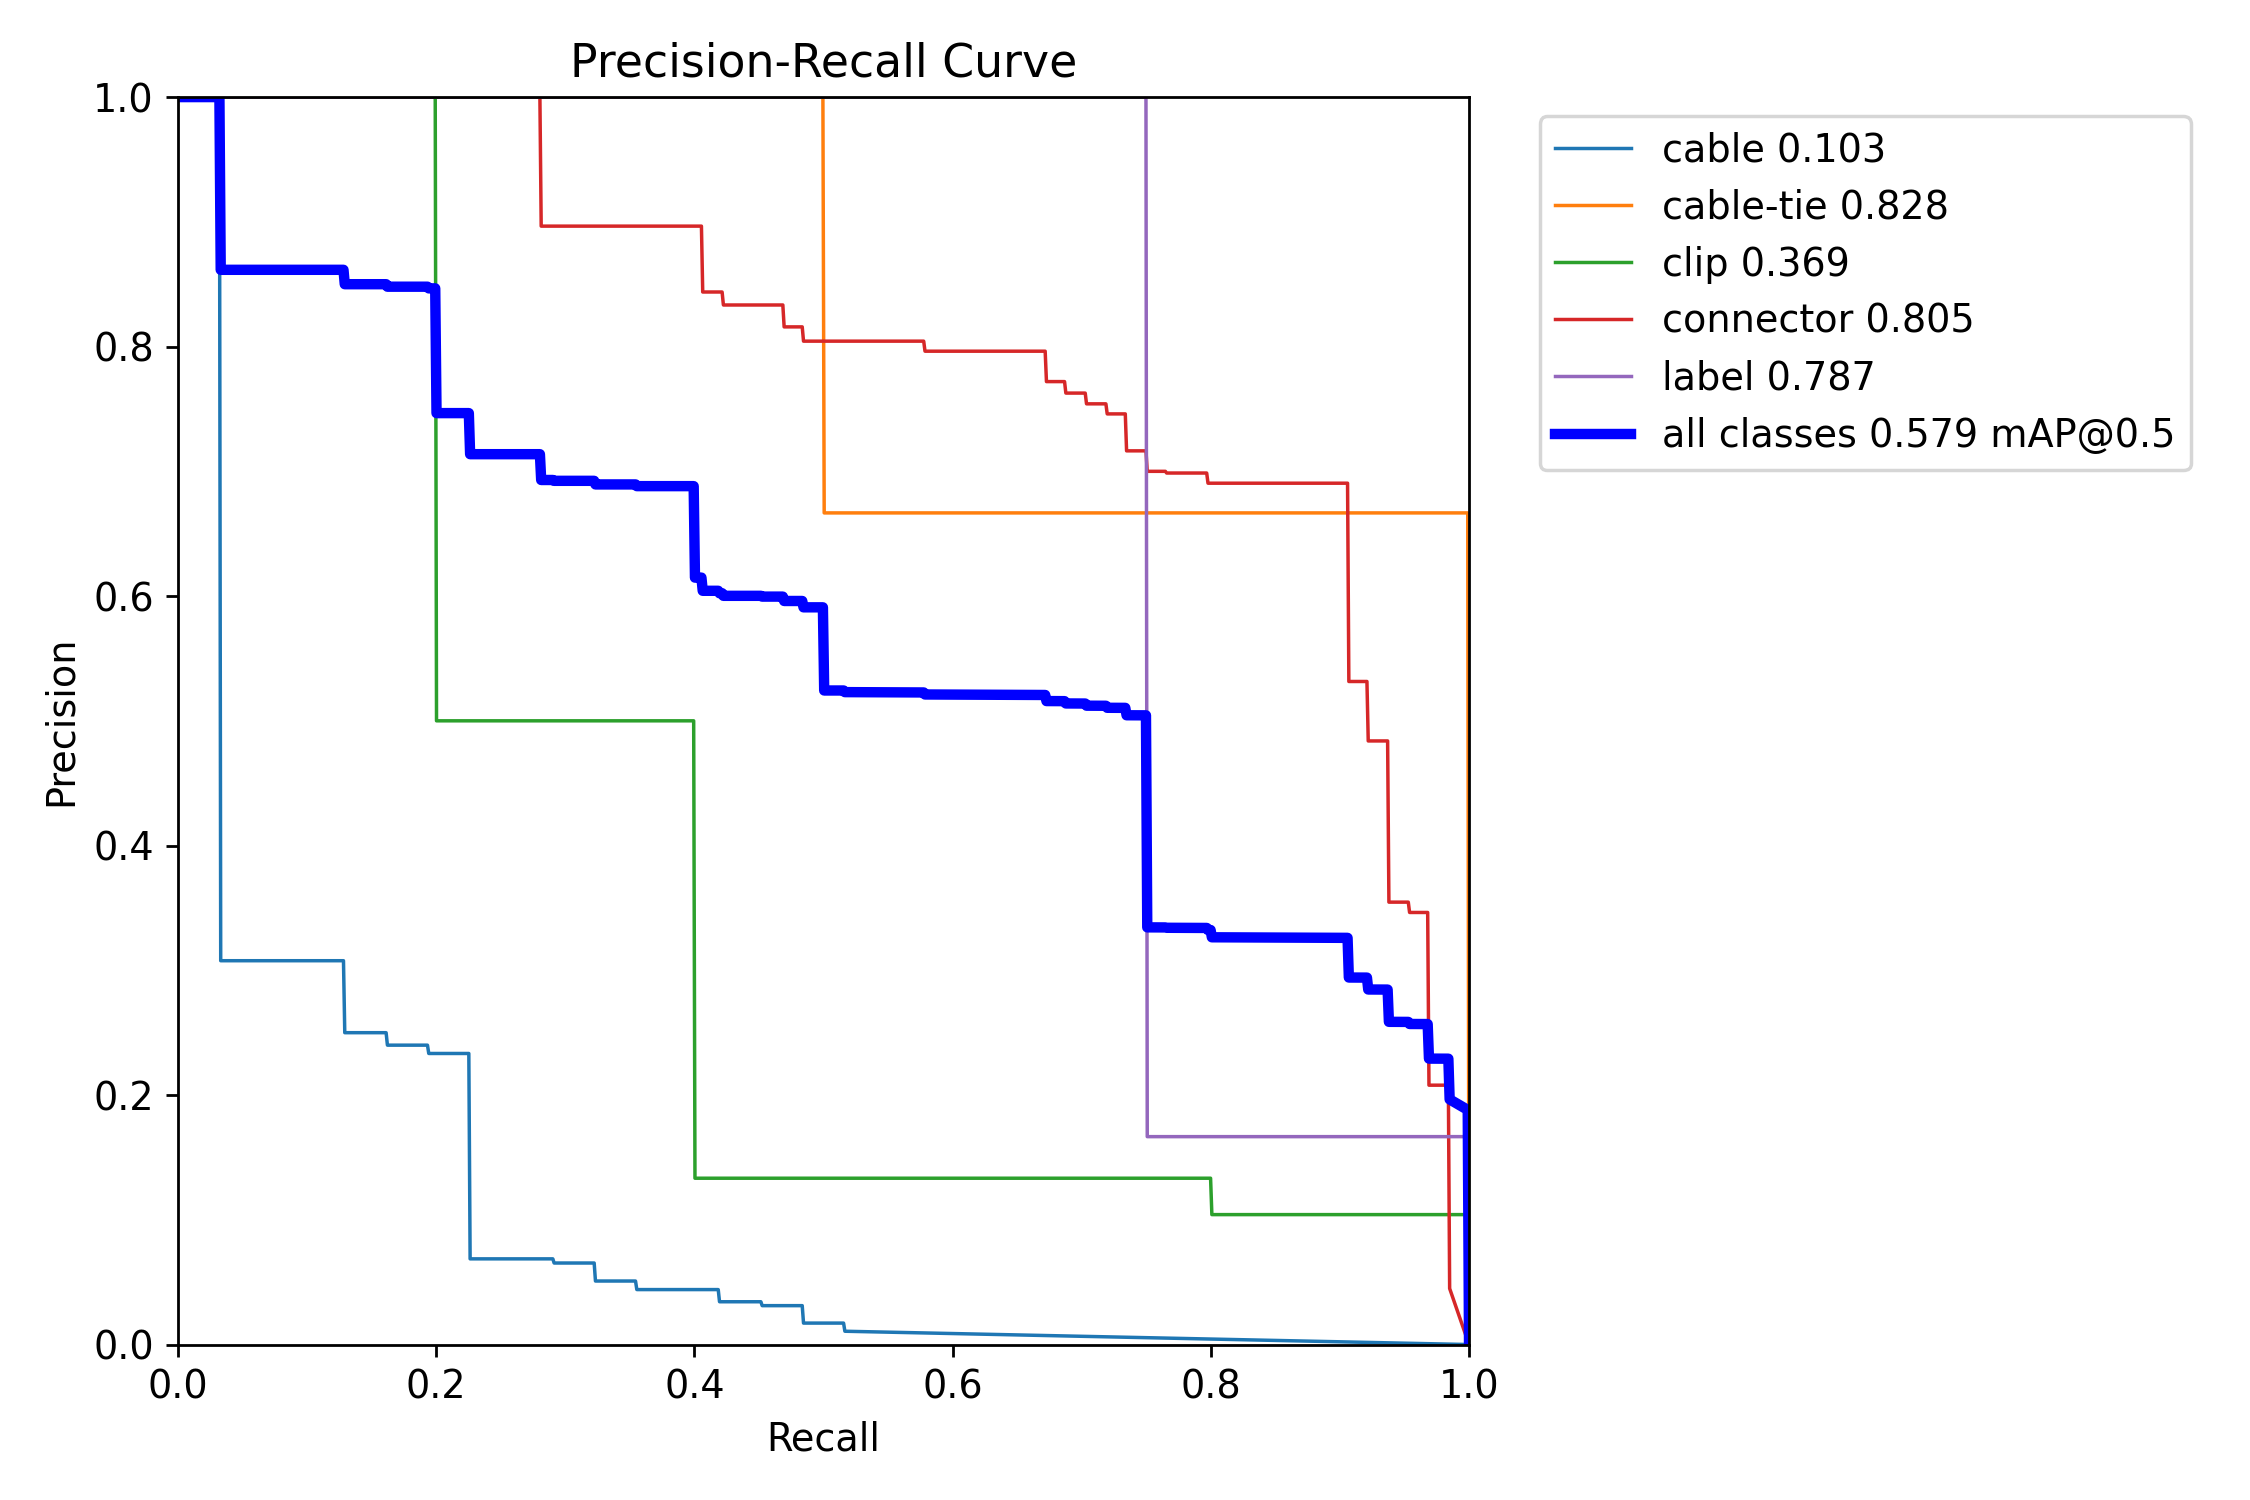 Precision-Recall Curve
1.0
0.8
0.6
0.4
0.2
0.0
Precision
0.0 0.2 0.4 0.6 0.8 1.0
Recall
cable 0.103
cable-tie 0.828
clip 0.369
connector 0.805
label 0.787
all classes 0.579 mAP@0.5